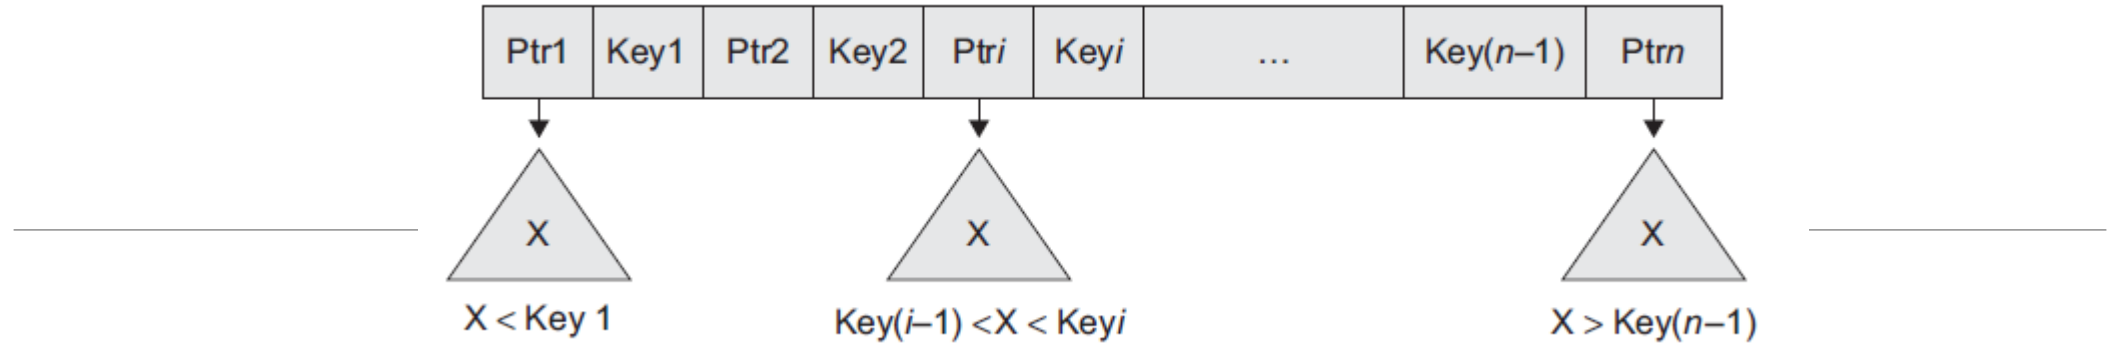 Ptr1 Key1 Ptr2 Key2 Ptri Keyi ... Key(n–1) Ptrn
X X X
X < Key 1 Key(i–1) <X < Keyi X > Key(n–1)